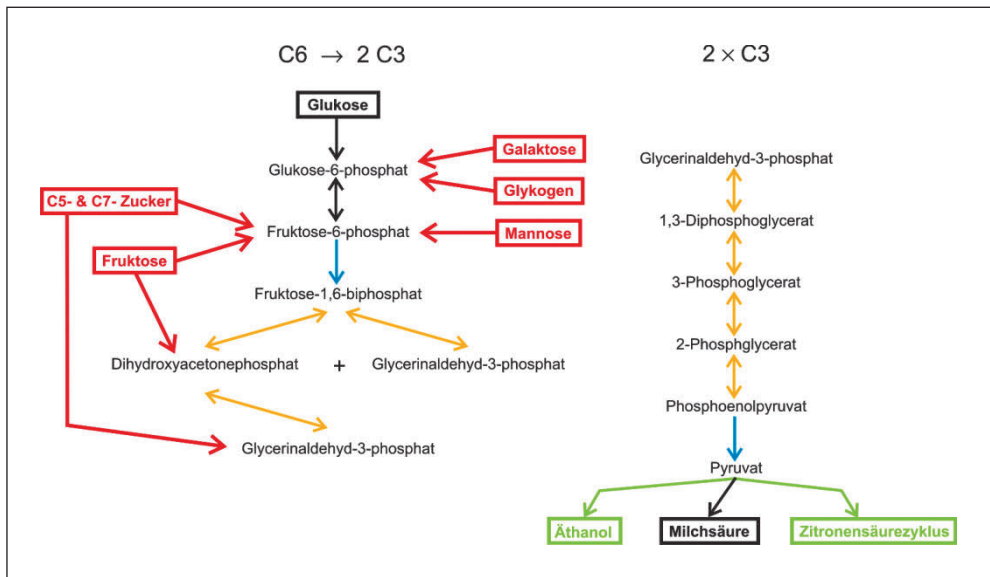 C6 → 2 C3
Glukose
Glukose-6-phosphat
Galaktose
Glykogen
C5- & C7- Zucker
Fruktose-6-phosphat
Mannose
Fruktose
Fruktose-1,6-biphosphat
Dihydroxyacetonephosphat + Glycerinaldehyd-3-phosphat
Glycerinaldehyd-3-phosphat
2 × C3
Glycerinaldehyd-3-phosphat
1,3-Diphosphoglycerat
3-Phosphoglycerat
2-Phosphglycerat
Phosphoenolpyruvat
Pyruvat
Äthanol
Milchsäure
Zitronensäurezyklus